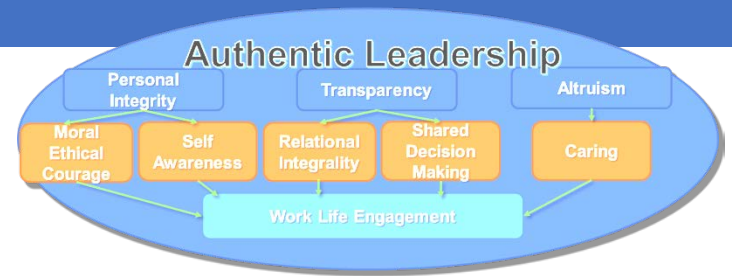 Authentic Leadership
Personal
Integrity
Transparency
Altruism
Moral
Ethical
Courage
Self
Awareness
Relational
Integrality
Shared
Decision
Making
Caring
Work Life Engagement